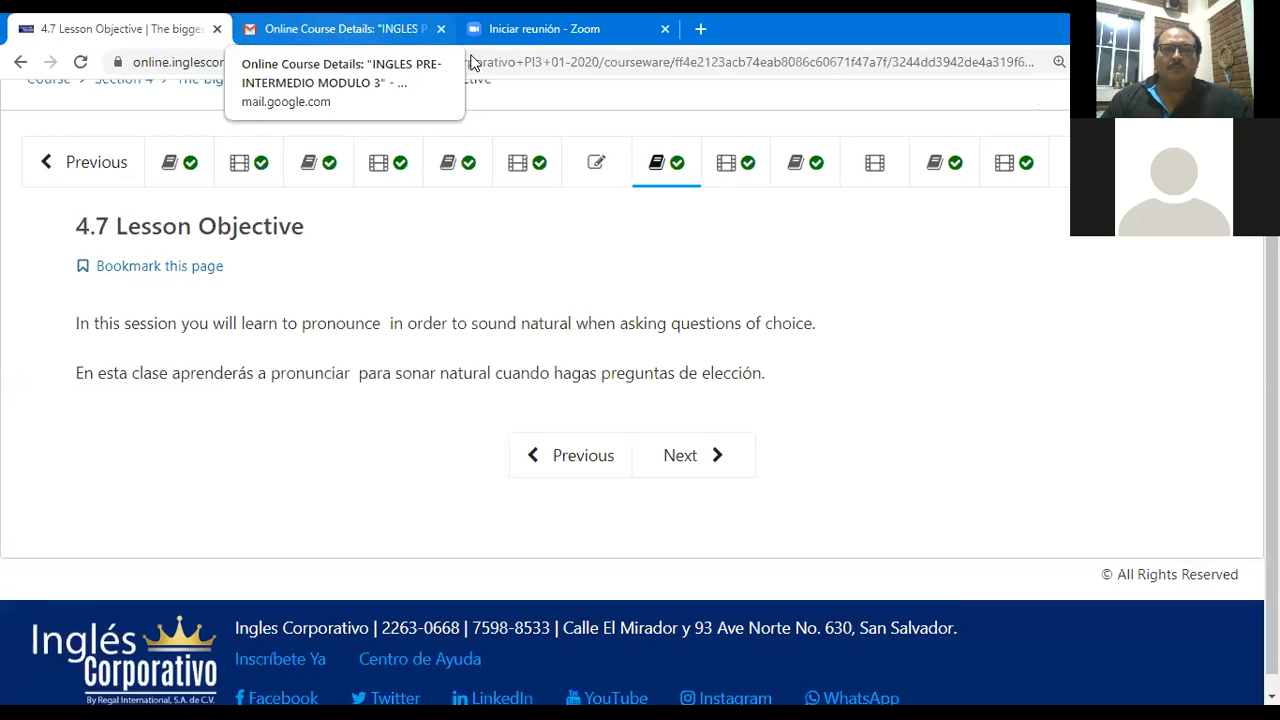 4.7 Lesson Objective | The bigges
Online Course Details: "INGLES P
Iniciar reunión - Zoom
online.inglescor
orativo+PI3+01-2020/courseware/ff4e2123acb74eab8086c60671f47a7f/3244dd3942de4a319f6...
Online Course Details: "INGLES PRE-
INTERMEDIO MODULO 3" - ...
mail.google.com
Course Section 4 The big ective
Previous
4.7 Lesson Objective
Bookmark this page
In this session you will learn to pronounce in order to sound natural when asking questions of choice.
En esta clase aprenderás a pronunciar para sonar natural cuando hagas preguntas de elección.
Previous Next
© All Rights Reserved
Inglés
Corporativo
By Regal International, S.A. de C.V.
Ingles Corporativo | 2263-0668 | 7598-8533 | Calle El Mirador y 93 Ave Norte No. 630, San Salvador.
Inscríbete Ya Centro de Ayuda
Facebook Twitter LinkedIn YouTube Instagram WhatsApp